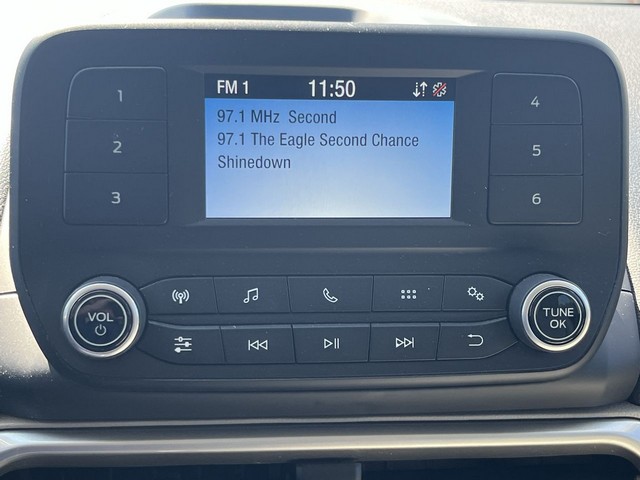 FM 1 11:50
97.1 MHz Second
97.1 The Eagle Second Chance
Shinedown
1
2
3
4
5
6
VOL
TUNE
OK